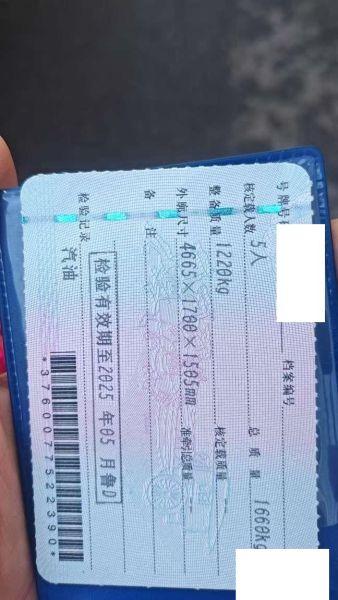 号牌号 档案编号
核定载人数 5人 总质量 1660kg
整备质量 1220kg 核定载质量 --
外廓尺寸 4665×1700×1505mm 准牵引总质量 --
备注
检验有效期至2025年05月鲁D
检验记录 汽油
*3760077522390*